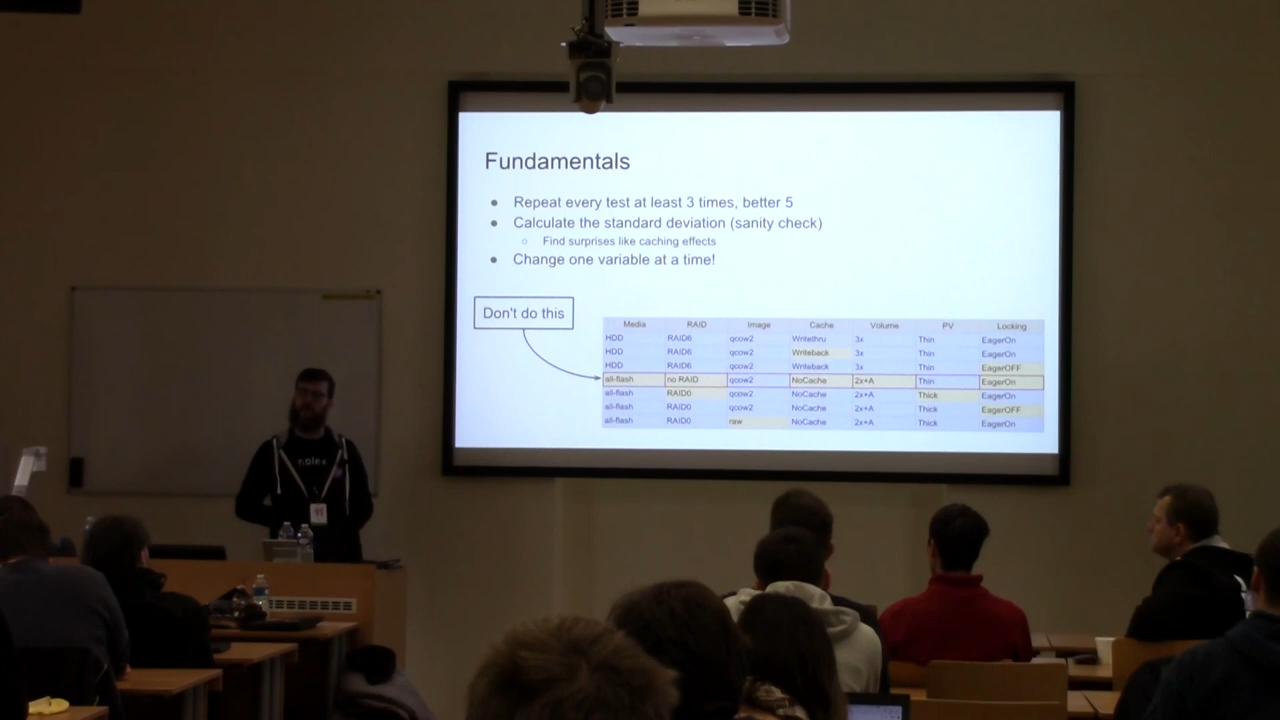 Fundamentals
● Repeat every test at least 3 times, better 5
● Calculate the standard deviation (sanity check)
○ Find surprises like caching effects
● Change one variable at a time!
Don't do this
Media RAID Image Cache Volume PV Locking
HDD RAID6 qcow2 Writethru 3x Thin EagerOn
HDD RAID6 qcow2 Writeback 3x Thin EagerOn
HDD RAID6 qcow2 Writeback 3x Thin EagerOFF
all-flash no RAID qcow2 NoCache 2x+A Thin EagerOn
all-flash RAID0 qcow2 NoCache 2x+A Thick EagerOn
all-flash RAID0 qcow2 NoCache 2x+A Thick EagerOFF
all-flash RAID0 raw NoCache 2x+A Thick EagerOn